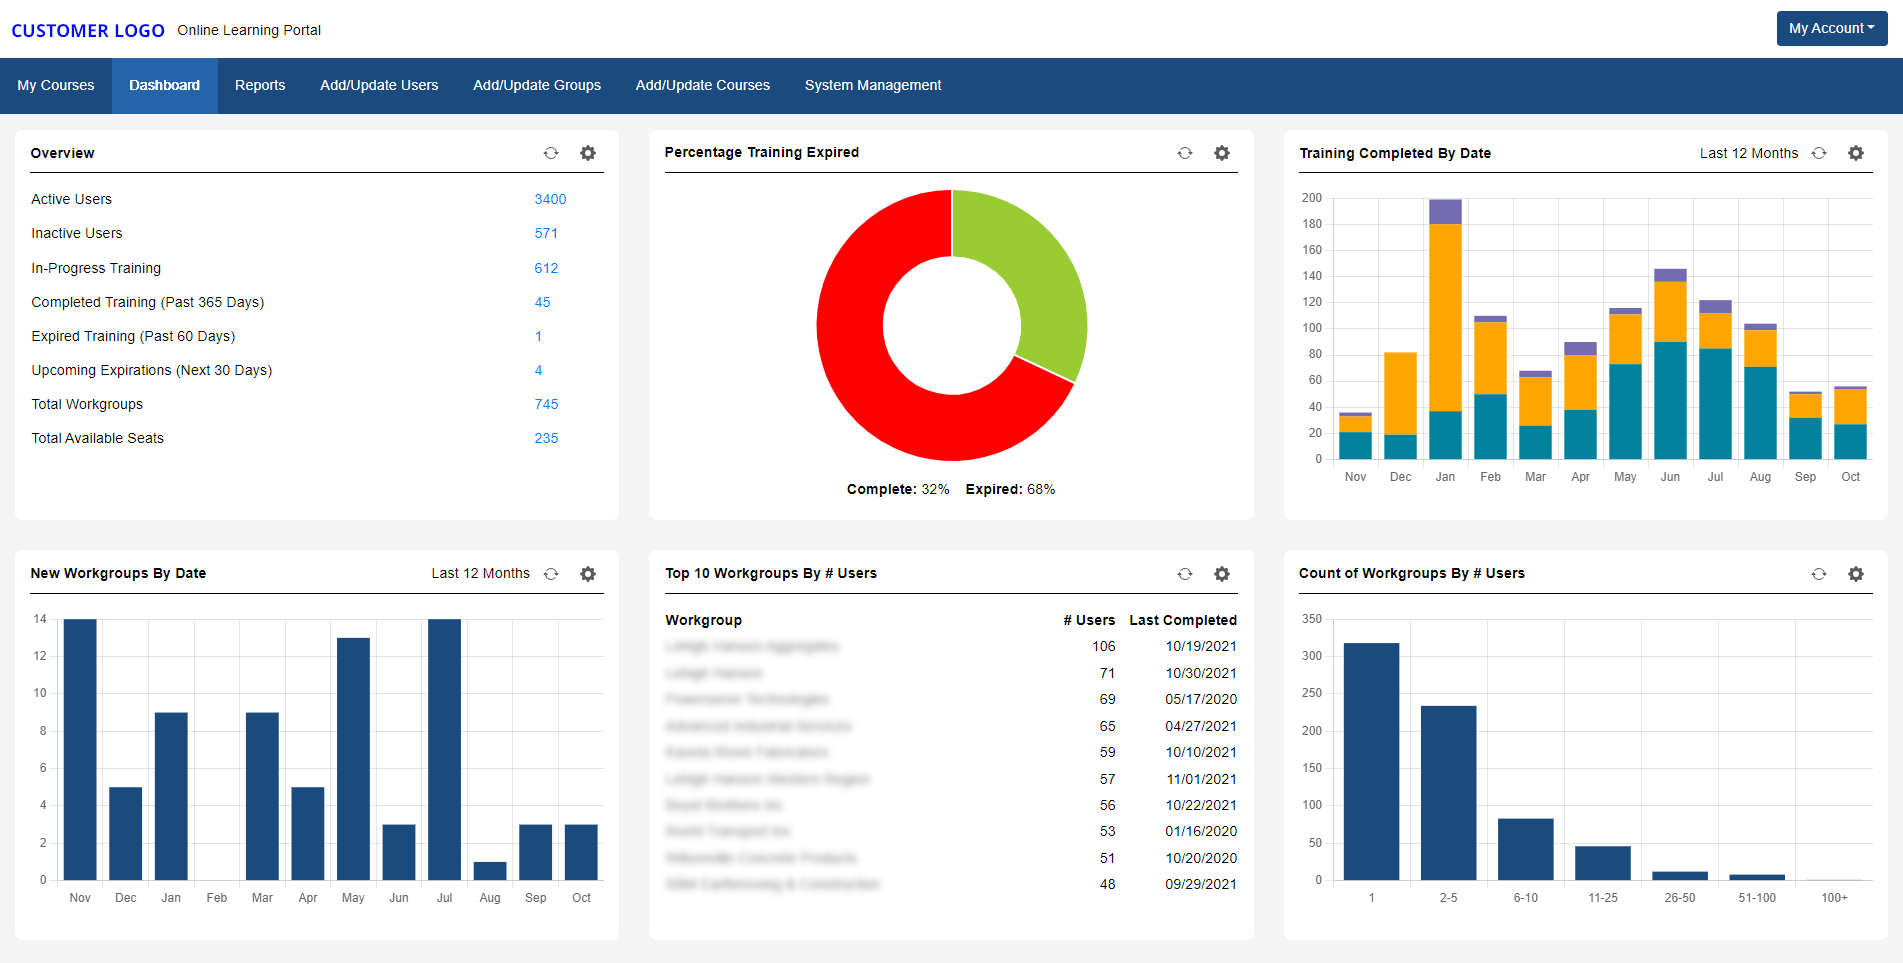 CUSTOMER LOGO Online Learning Portal My Account
My Courses Dashboard Reports Add/Update Users Add/Update Groups Add/Update Courses System Management
Overview
Active Users 3400
Inactive Users 571
In-Progress Training 612
Completed Training (Past 365 Days) 45
Expired Training (Past 60 Days) 1
Upcoming Expirations (Next 30 Days) 4
Total Workgroups 745
Total Available Seats 235
Percentage Training Expired
Complete: 32% Expired: 68%
Training Completed By Date Last 12 Months
200
180
160
140
120
100
80
60
40
20
0
Nov Dec Jan Feb Mar Apr May Jun Jul Aug Sep Oct
New Workgroups By Date Last 12 Months
14
12
10
8
6
4
2
0
Nov Dec Jan Feb Mar Apr May Jun Jul Aug Sep Oct
Top 10 Workgroups By # Users
Workgroup # Users Last Completed
106 10/19/2021
71 10/30/2021
69 05/17/2020
65 04/27/2021
59 10/10/2021
57 11/01/2021
56 10/22/2021
53 01/16/2020
51 10/20/2020
48 09/29/2021
Count of Workgroups By # Users
350
300
250
200
150
100
50
0
1 2-5 6-10 11-25 26-50 51-100 100+